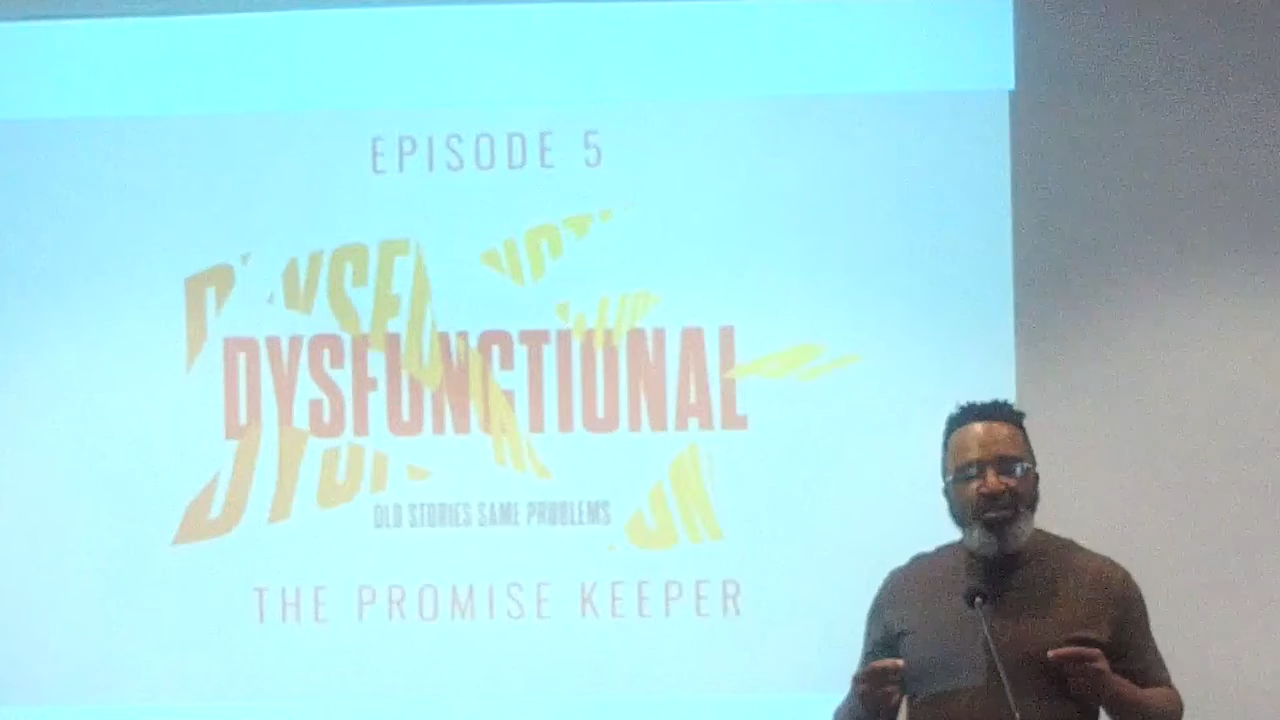 EPISODE 5
DYSFUNCTIONAL
OLD STORIES SAME PROBLEMS
THE PROMISE KEEPER